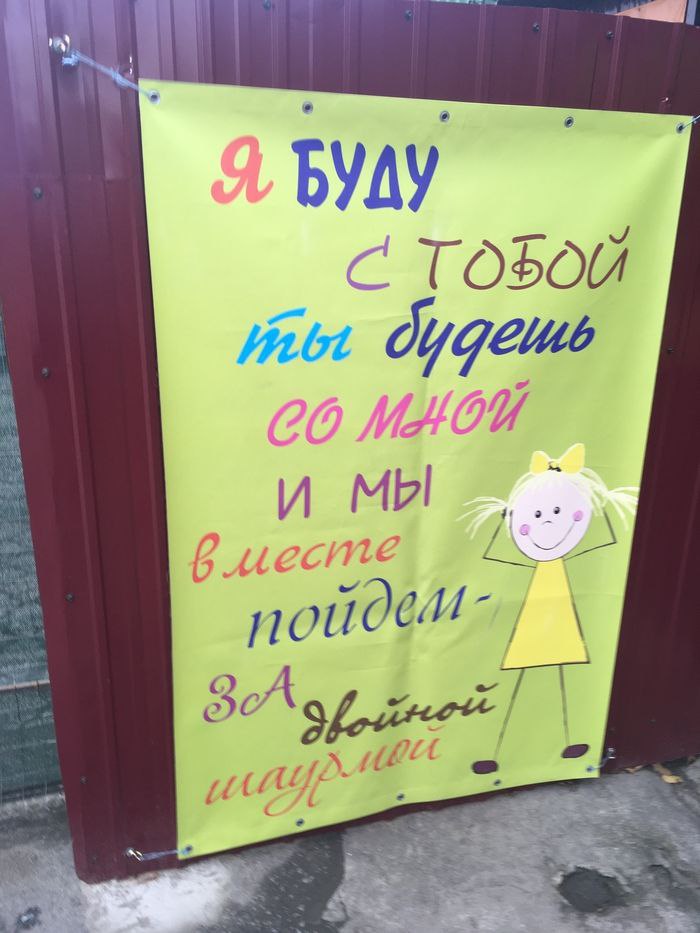 Я БУДУ
С ТОБОЙ
ты будешь
СО МНОЙ
И МЫ
вместе
пойдем-
ЗА двойной
шаурмой